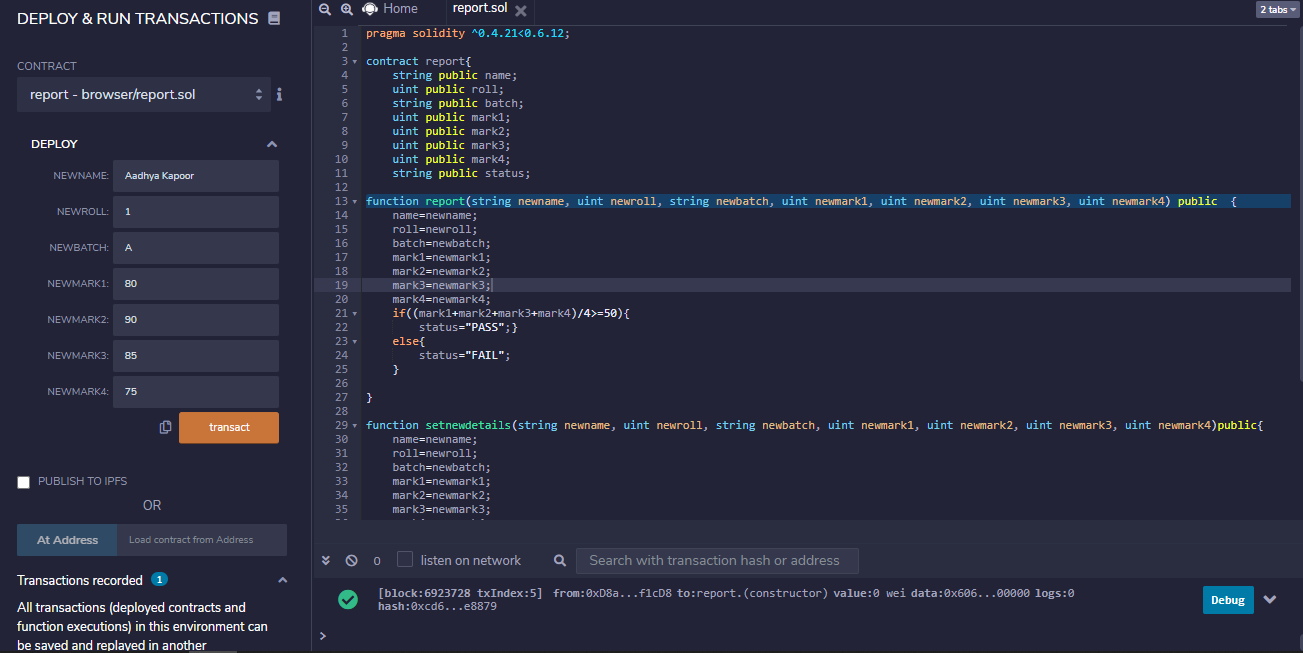 DEPLOY & RUN TRANSACTIONS
CONTRACT
report - browser/report.sol
DEPLOY
NEWNAME: Aadhya Kapoor
NEWROLL: 1
NEWBATCH: A
NEWMARK1: 80
NEWMARK2: 90
NEWMARK3: 85
NEWMARK4: 75
transact
PUBLISH TO IPFS
OR
At Address Load contract from Address
Transactions recorded 1
All transactions (deployed contracts and
function executions) in this environment can
be saved and replayed in another
Home report.sol 2 tabs
1 pragma solidity ^0.4.21<0.6.12;
2
3 contract report{
4 string public name;
5 uint public roll;
6 string public batch;
7 uint public mark1;
8 uint public mark2;
9 uint public mark3;
10 uint public mark4;
11 string public status;
12
13 function report(string newname, uint newroll, string newbatch, uint newmark1, uint newmark2, uint newmark3, uint newmark4) public {
14 name=newname;
15 roll=newroll;
16 batch=newbatch;
17 mark1=newmark1;
18 mark2=newmark2;
19 mark3=newmark3;
20 mark4=newmark4;
21 if((mark1+mark2+mark3+mark4)/4>=50){
22 status="PASS";}
23 else{
24 status="FAIL";
25 }
26
27 }
28
29 function setnewdetails(string newname, uint newroll, string newbatch, uint newmark1, uint newmark2, uint newmark3, uint newmark4)public{
30 name=newname;
31 roll=newroll;
32 batch=newbatch;
33 mark1=newmark1;
34 mark2=newmark2;
35 mark3=newmark3;
0 listen on network Search with transaction hash or address
[block:6923728 txIndex:5] from:0xD8a...f1cD8 to:report.(constructor) value:0 wei data:0x606...00000 logs:0
hash:0xcd6...e8879
Debug
>